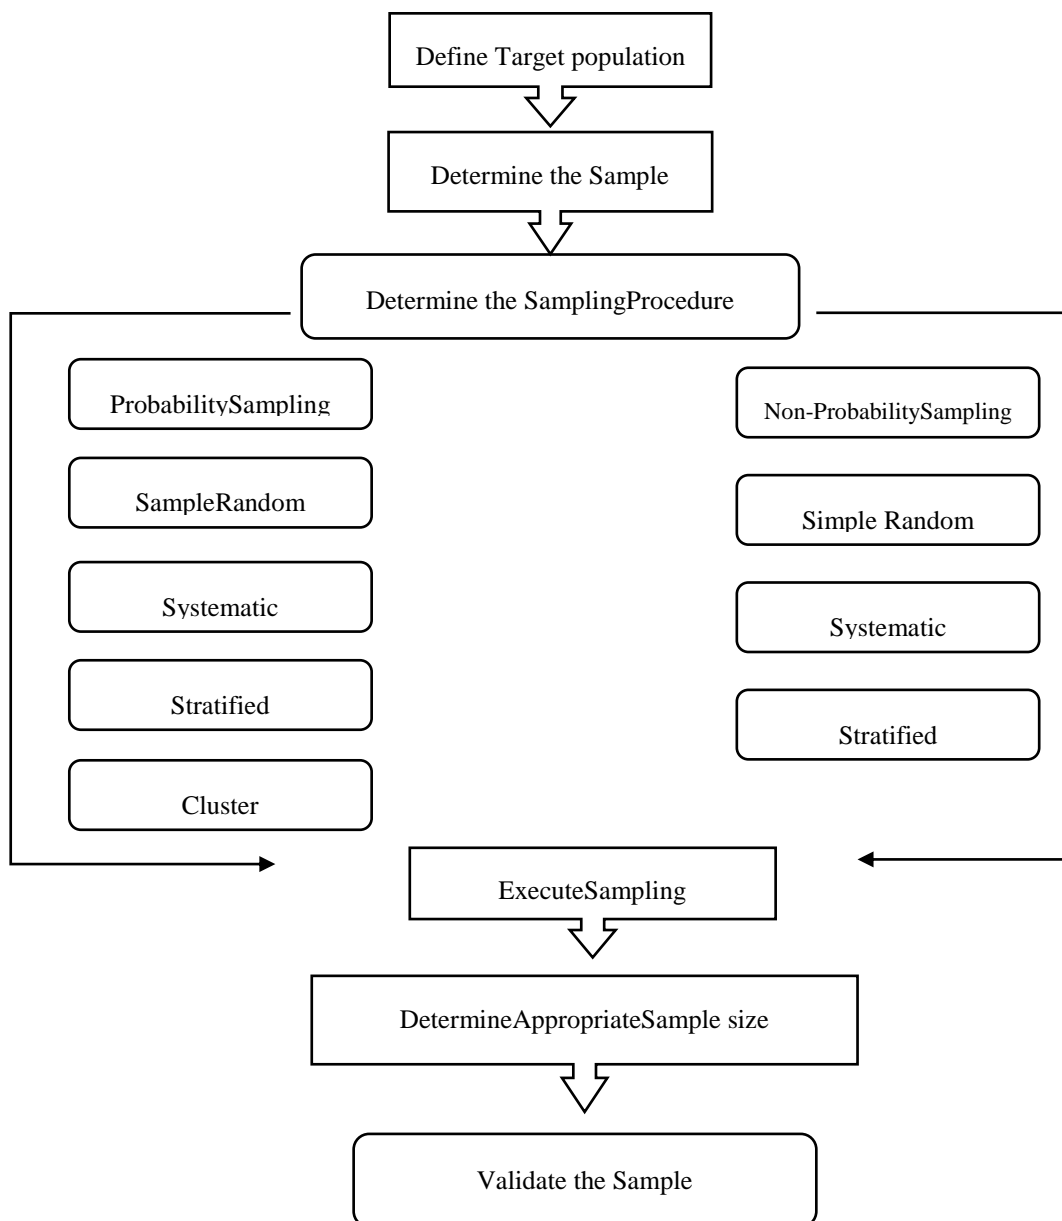 Define Target population
Determine the Sample
Determine the SamplingProcedure
ProbabilitySampling
SampleRandom
Systematic
Stratified
Cluster
Non-ProbabilitySampling
Simple Random
Systematic
Stratified
ExecuteSampling
DetermineAppropriateSample size
Validate the Sample